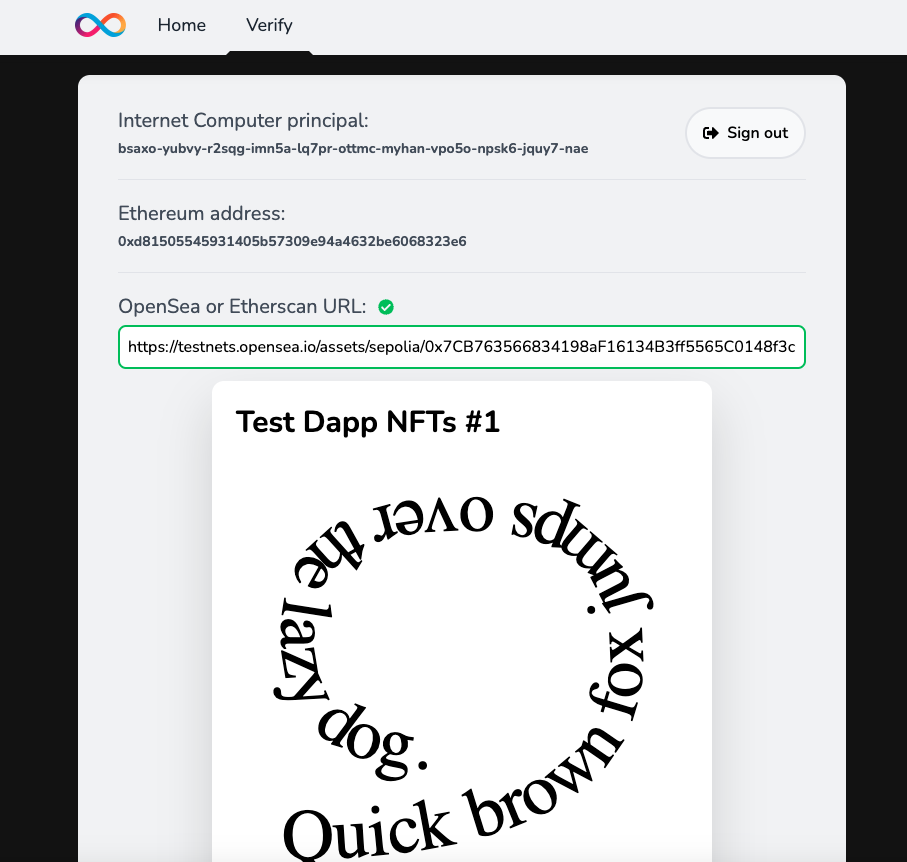 Home Verify
Internet Computer principal:
Sign out
bsaxo-yubvy-r2sqg-imn5a-lq7pr-ottmc-myhan-vpo5o-npsk6-jquy7-nae
Ethereum address:
0xd81505545931405b57309e94a4632be6068323e6
OpenSea or Etherscan URL:
https://testnets.opensea.io/assets/sepolia/0x7CB763566834198aF16134B3ff5565C0148f3c
Test Dapp NFTs #1
Quick brown fox jumps over the lazy dog.